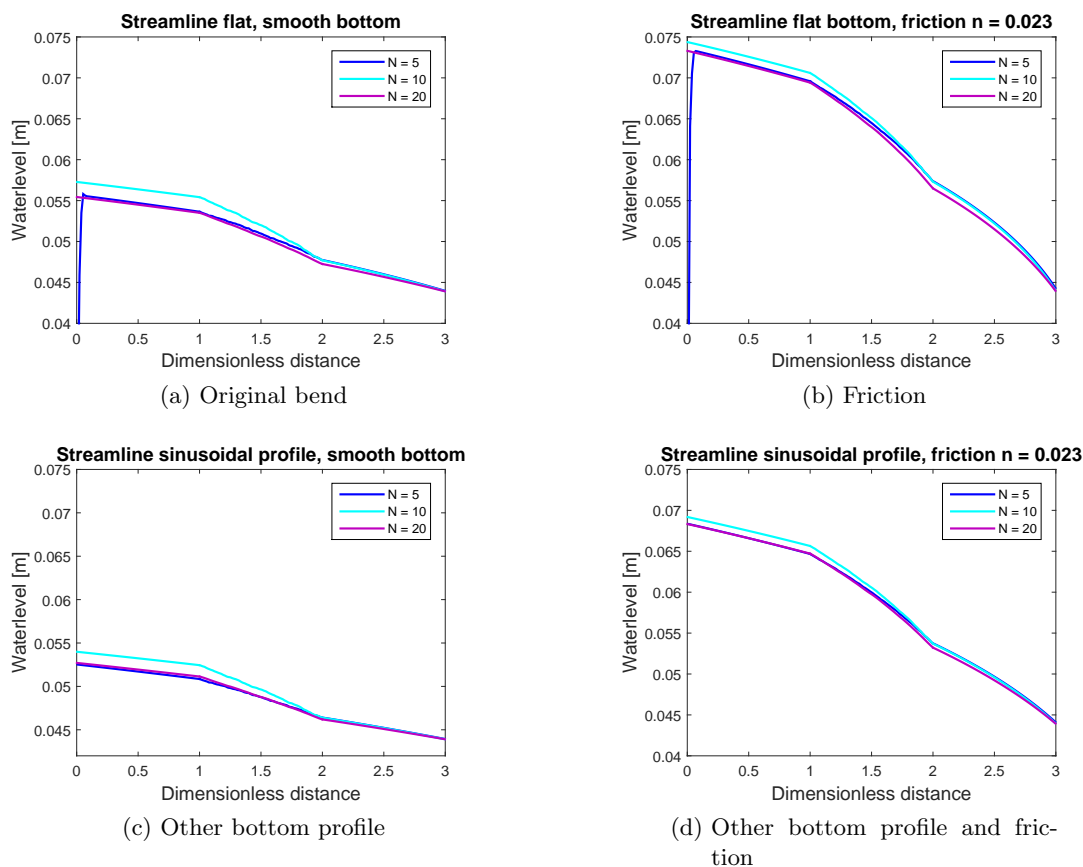 Streamline flat, smooth bottom
0.075
0.07
0.065
0.06
0.055
0.05
0.045
0.04
Waterlevel [m]
N = 5
N = 10
N = 20
0 0.5 1 1.5 2 2.5 3
Dimensionless distance
(a) Original bend
Streamline flat bottom, friction n = 0.023
0.075
0.07
0.065
0.06
0.055
0.05
0.045
0.04
Waterlevel [m]
N = 5
N = 10
N = 20
0 0.5 1 1.5 2 2.5 3
Dimensionless distance
(b) Friction
Streamline sinusoidal profile, smooth bottom
0.075
0.07
0.065
0.06
0.055
0.05
0.045
Waterlevel [m]
N = 5
N = 10
N = 20
0 0.5 1 1.5 2 2.5 3
Dimensionless distance
(c) Other bottom profile
Streamline sinusoidal profile, friction n = 0.023
0.075
0.07
0.065
0.06
0.055
0.05
0.045
0.04
Waterlevel [m]
N = 5
N = 10
N = 20
0 0.5 1 1.5 2 2.5 3
Dimensionless distance
(d) Other bottom profile and fric-
tion